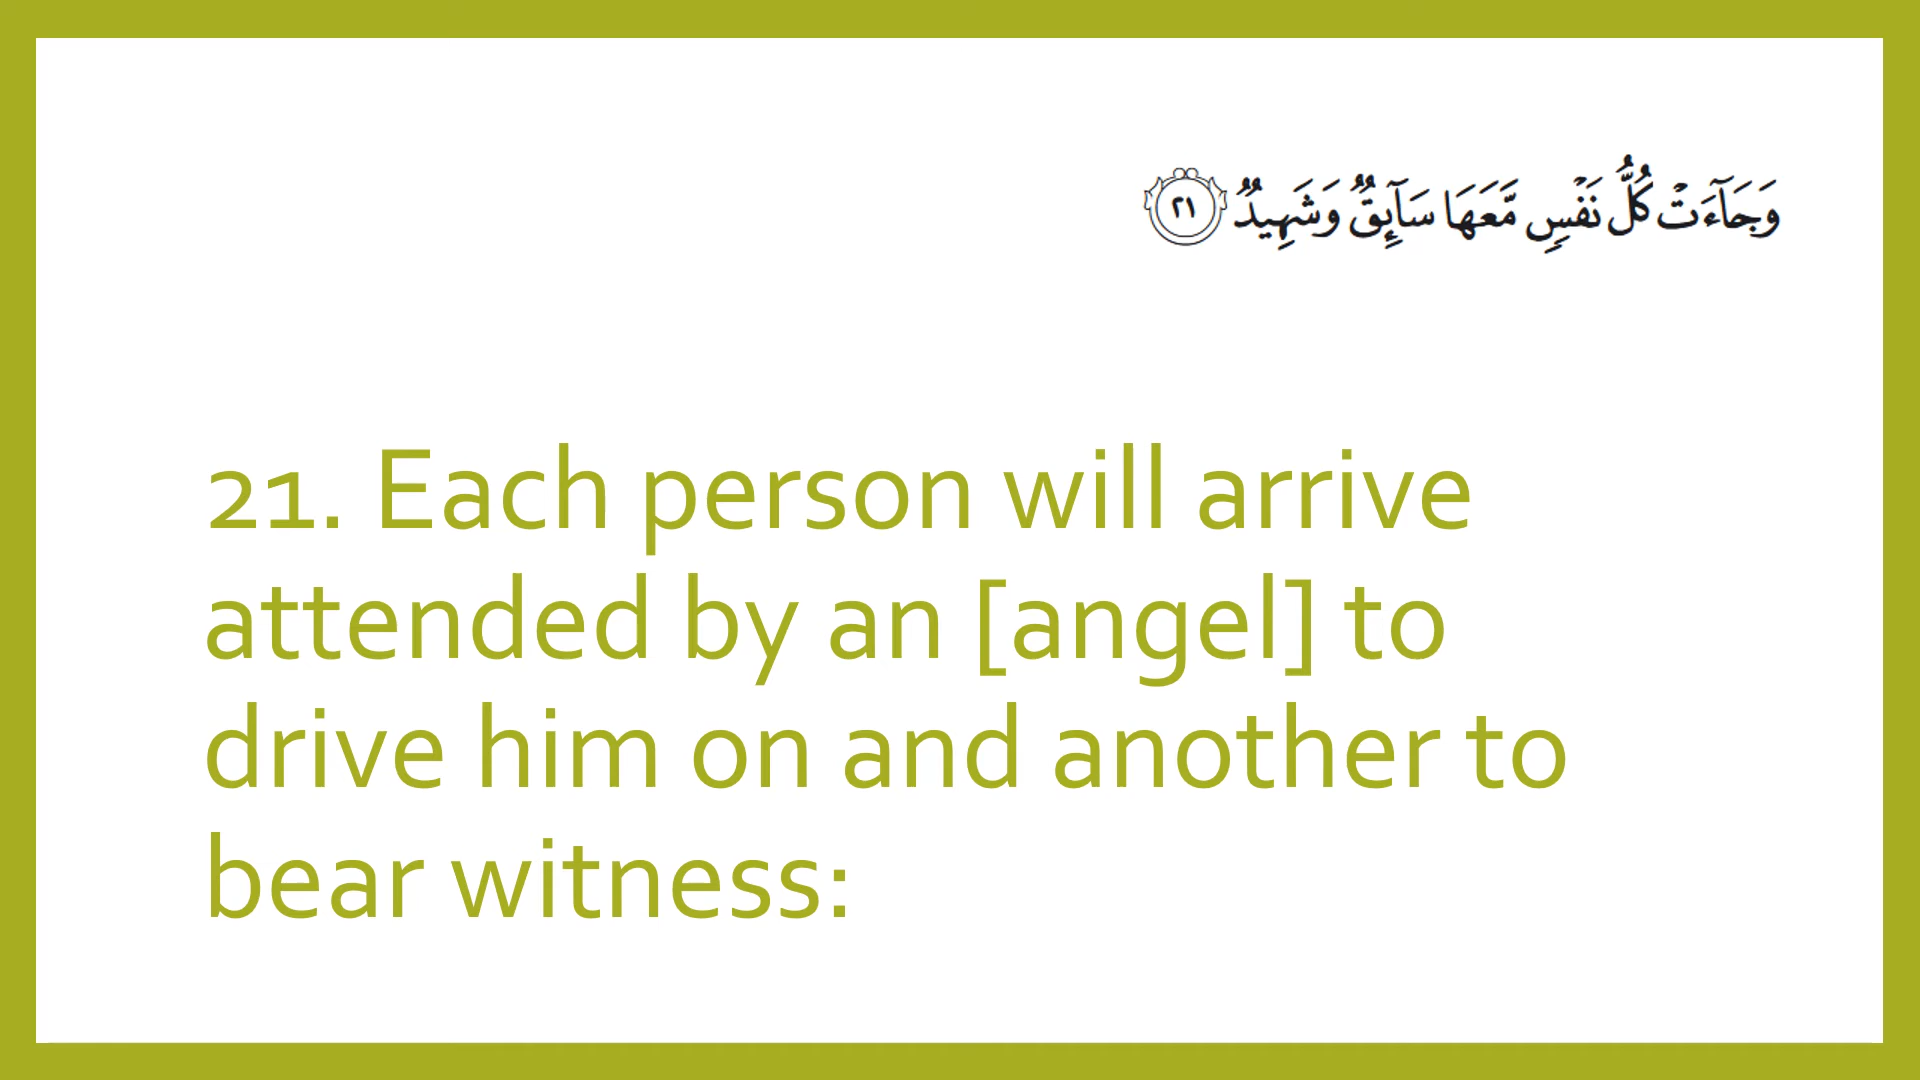 وَجَآءَتْ كُلُّ نَفْسٍ مَّعَهَا سَآئِقٌ وَشَهِيدٌ ٢١
21. Each person will arrive
attended by an [angel] to
drive him on and another to
bear witness: